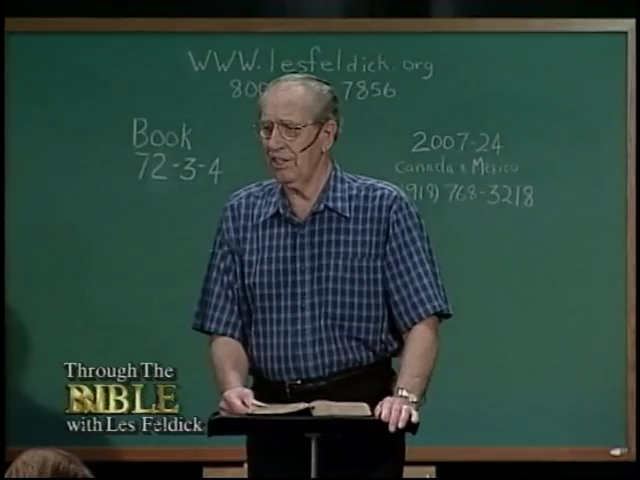 WWW.lesfeldick.org
800 7856
Book
72-3-4
2007-24
Canada & Mexico
(918) 768-3218
Through The
BIBLE
with Les Feldick